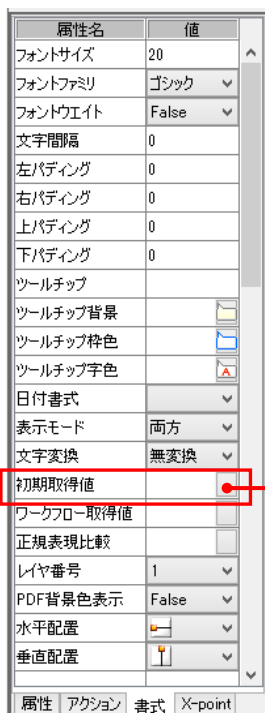 属性名 値
フォントサイズ 20
フォントファミリ ゴシック
フォントウエイト False
文字間隔 0
左パディング 0
右パディング 0
上パディング 0
下パディング 0
ツールチップ
ツールチップ背景
ツールチップ枠色
ツールチップ字色 A
日付書式
表示モード 両方
文字変換 無変換
初期取得値
ワークフロー取得値
正規表現比較
レイヤ番号 1
PDF背景色表示 False
水平配置
垂直配置
属性 アクション 書式 X-point